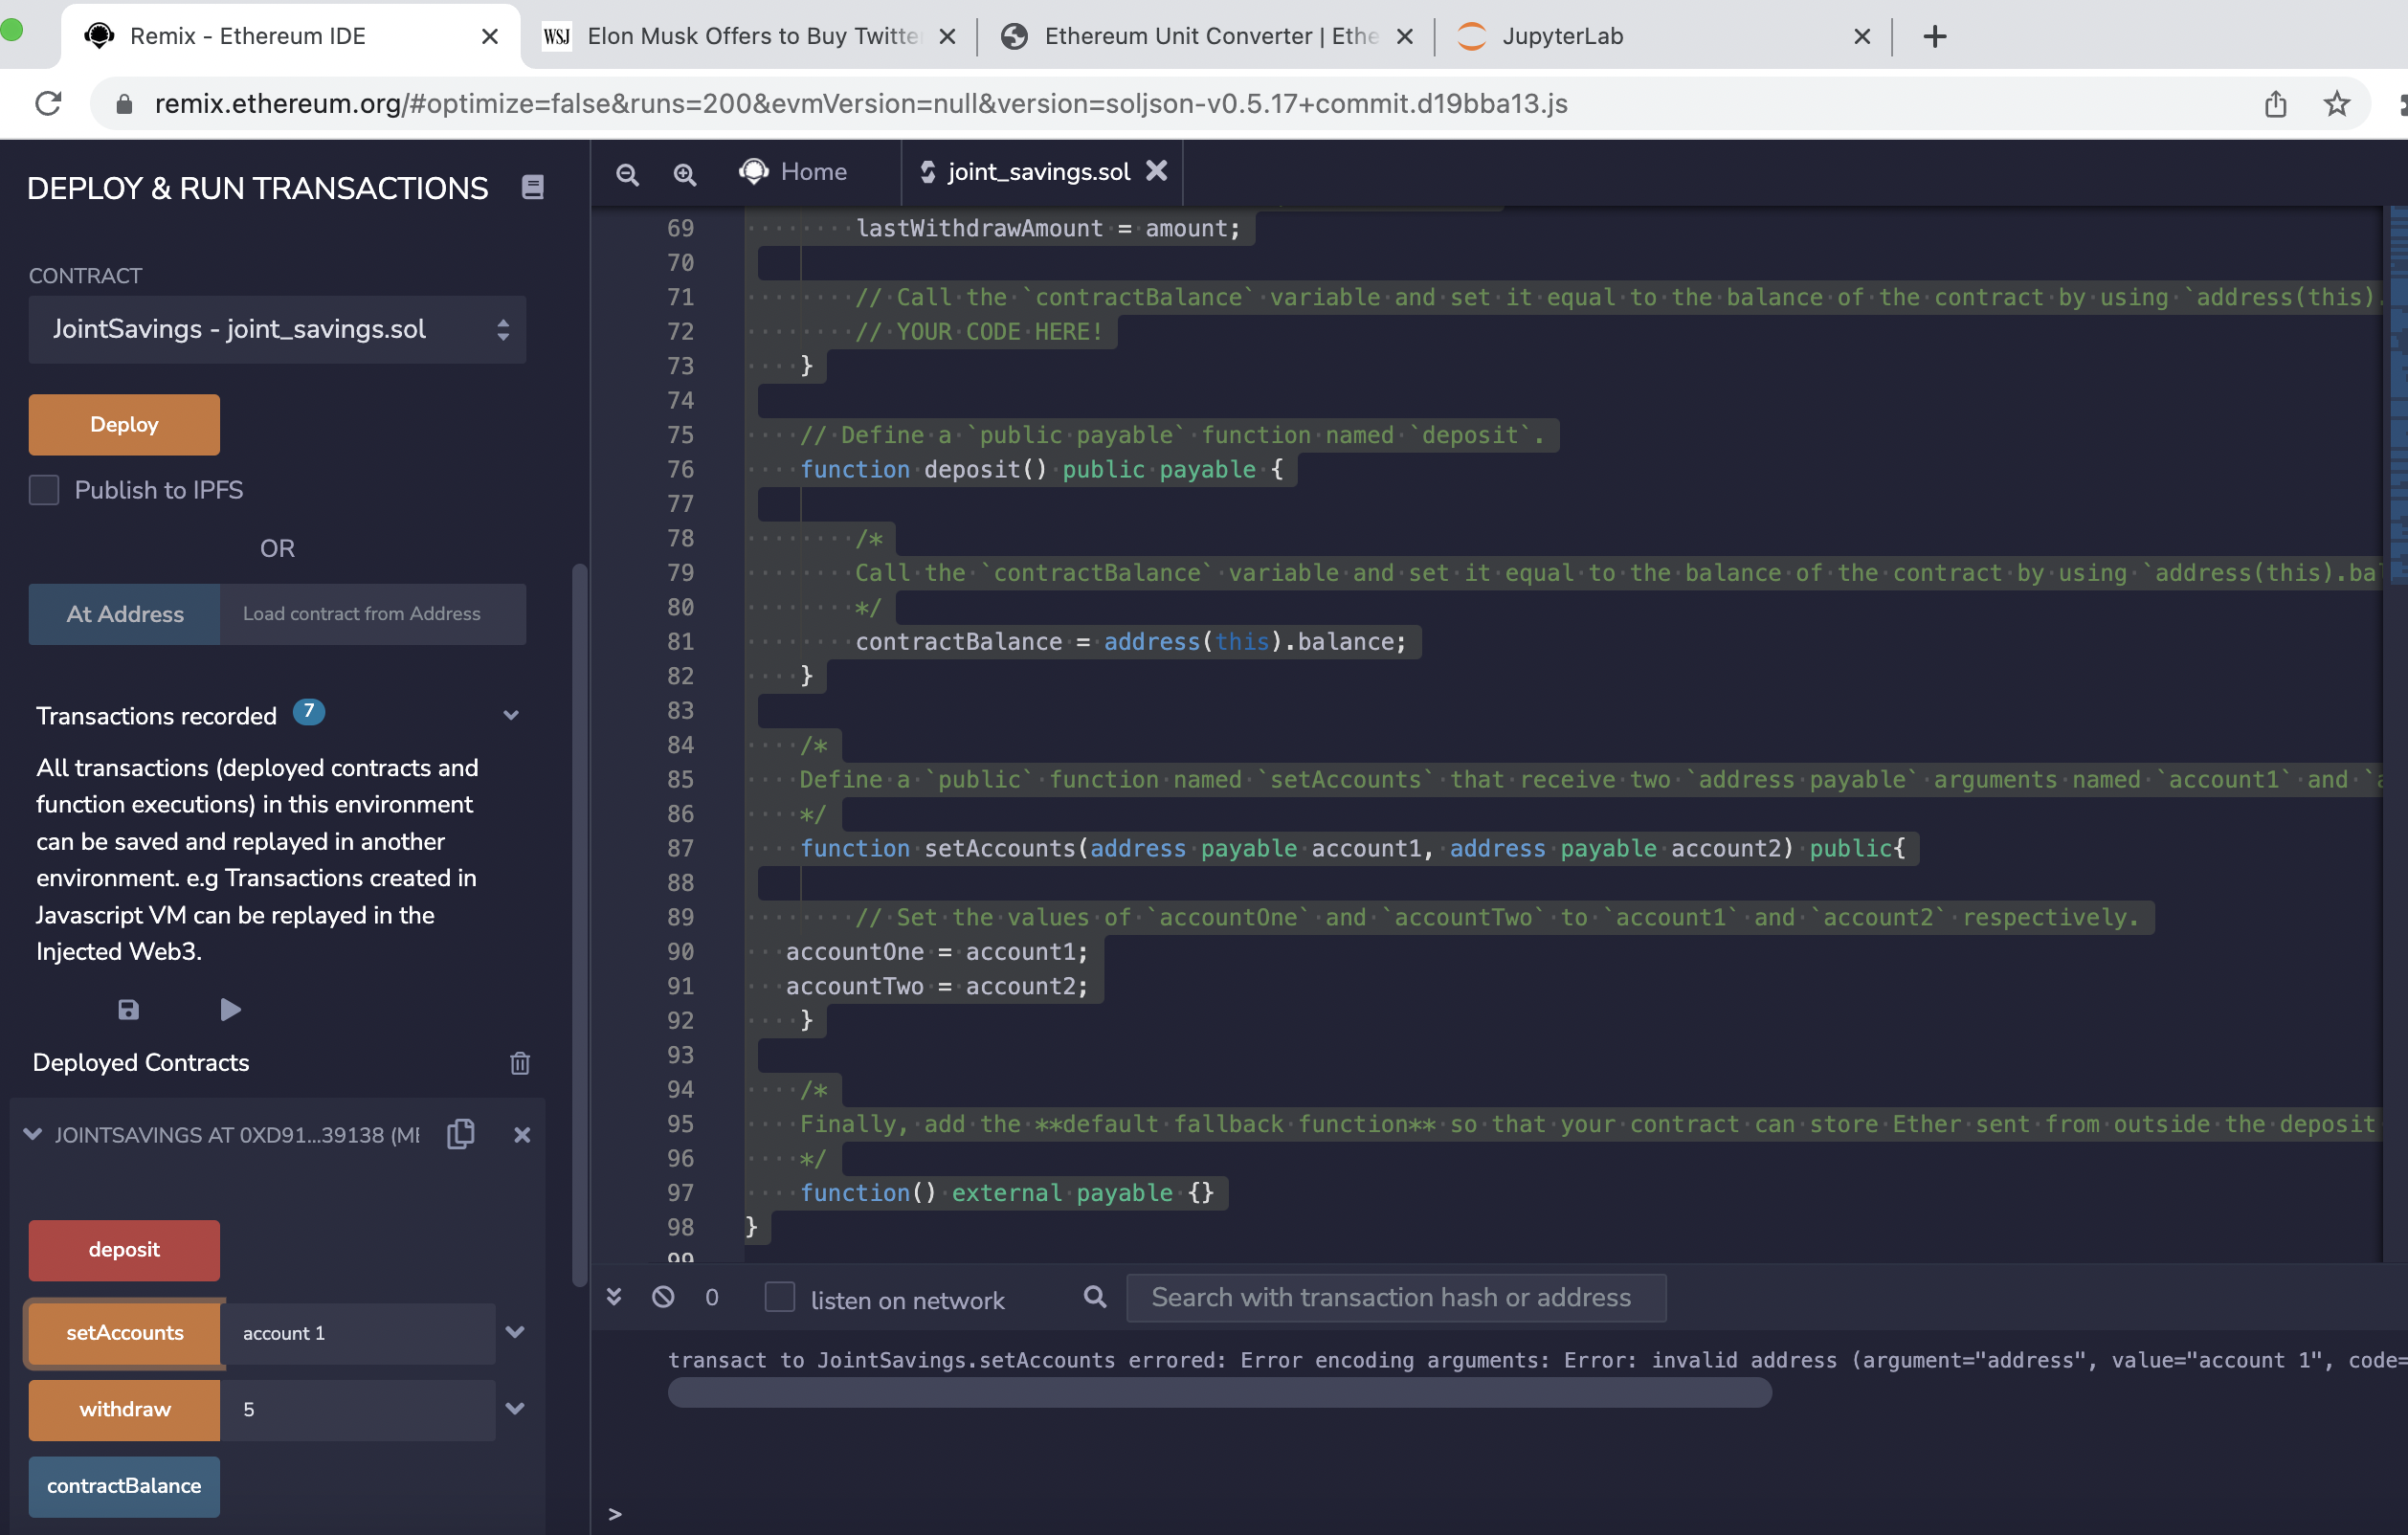 Remix - Ethereum IDE
WSJ Elon Musk Offers to Buy Twitte
Ethereum Unit Converter | Ethe
JupyterLab
remix.ethereum.org/#optimize=false&runs=200&evmVersion=null&version=soljson-v0.5.17+commit.d19bba13.js
DEPLOY & RUN TRANSACTIONS
CONTRACT
JointSavings - joint_savings.sol
Deploy
Publish to IPFS
OR
At Address Load contract from Address
Transactions recorded 7
All transactions (deployed contracts and
function executions) in this environment
can be saved and replayed in another
environment. e.g Transactions created in
Javascript VM can be replayed in the
Injected Web3.
Deployed Contracts
JOINTSAVINGS AT 0XD91...39138 (ME
deposit
setAccounts account 1
withdraw 5
contractBalance
Home
joint_savings.sol
69 lastWithdrawAmount = amount;
70
71 // Call the `contractBalance` variable and set it equal to the balance of the contract by using `address(this).
72 // YOUR CODE HERE!
73 }
74
75 // Define a `public payable` function named `deposit`.
76 function deposit() public payable {
77
78 /*
79 Call the `contractBalance` variable and set it equal to the balance of the contract by using `address(this).ba
80 */
81 contractBalance = address(this).balance;
82 }
83
84 /*
85 Define a `public` function named `setAccounts` that receive two `address payable` arguments named `account1` and `a
86 */
87 function setAccounts(address payable account1, address payable account2) public{
88
89 // Set the values of `accountOne` and `accountTwo` to `account1` and `account2` respectively.
90 accountOne = account1;
91 accountTwo = account2;
92 }
93
94 /*
95 Finally, add the **default fallback function** so that your contract can store Ether sent from outside the deposit
96 */
97 function() external payable {}
98 }
99
0 listen on network Search with transaction hash or address
transact to JointSavings.setAccounts errored: Error encoding arguments: Error: invalid address (argument="address", value="account 1", code=
>